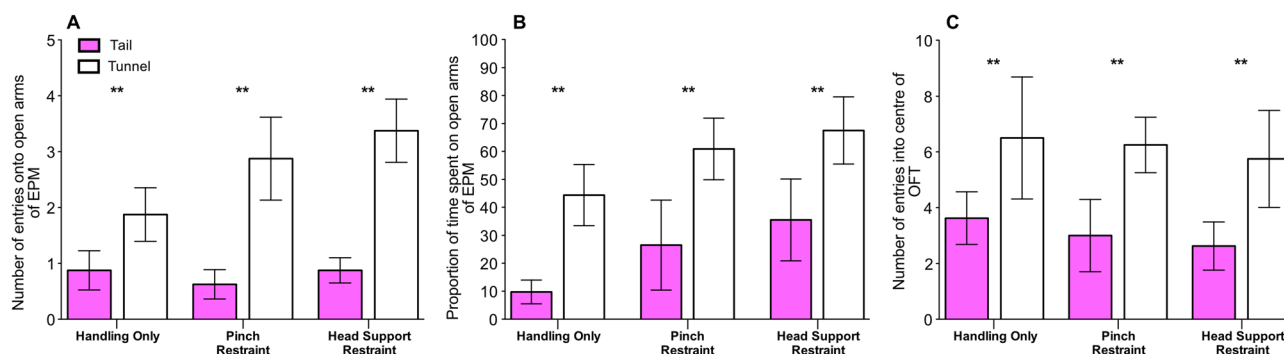 A
Number of entries onto open arms
of EPM
5
4
3
2
1
0
Tail
Tunnel
**
**
**
Handling Only
Pinch
Restraint
Head Support
Restraint
B
Proportion of time spent on open arms
of EPM
100
90
80
70
60
50
40
30
20
10
0
**
**
**
Handling Only
Pinch
Restraint
Head Support
Restraint
C
Number of entries into centre of
OFT
10
8
6
4
2
0
**
**
**
Handling Only
Pinch
Restraint
Head Support
Restraint